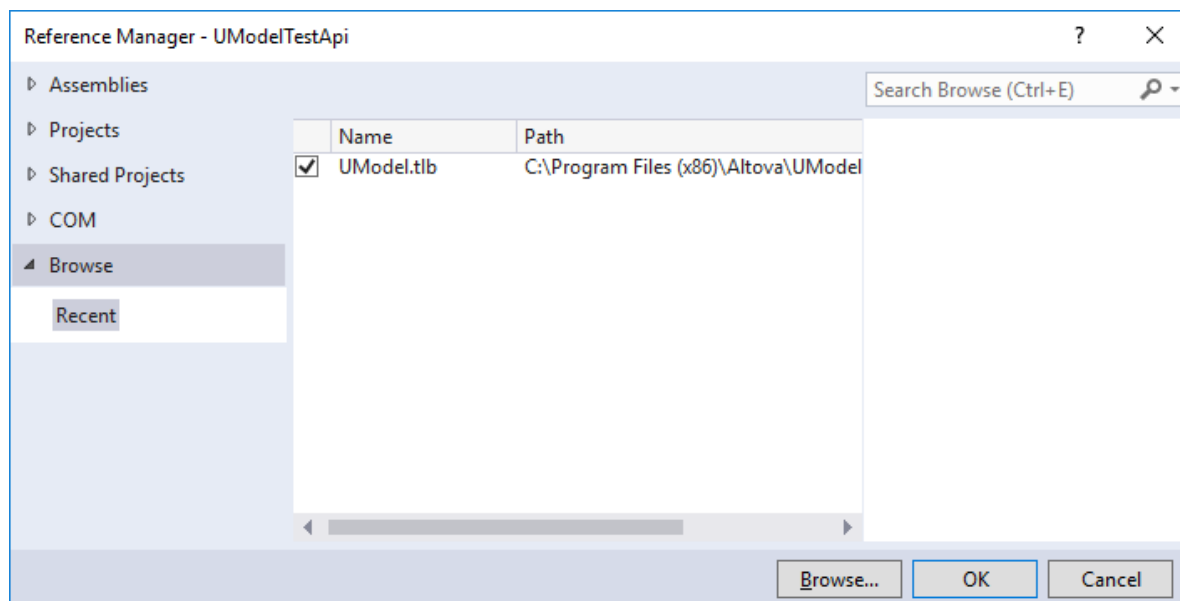 Reference Manager - UModelTestApi
?
Assemblies
Search Browse (Ctrl+E)
Projects
Name Path
UModel.tlb C:\Program Files (x86)\Altova\UModel
Shared Projects
COM
Browse
Recent
Browse... OK Cancel